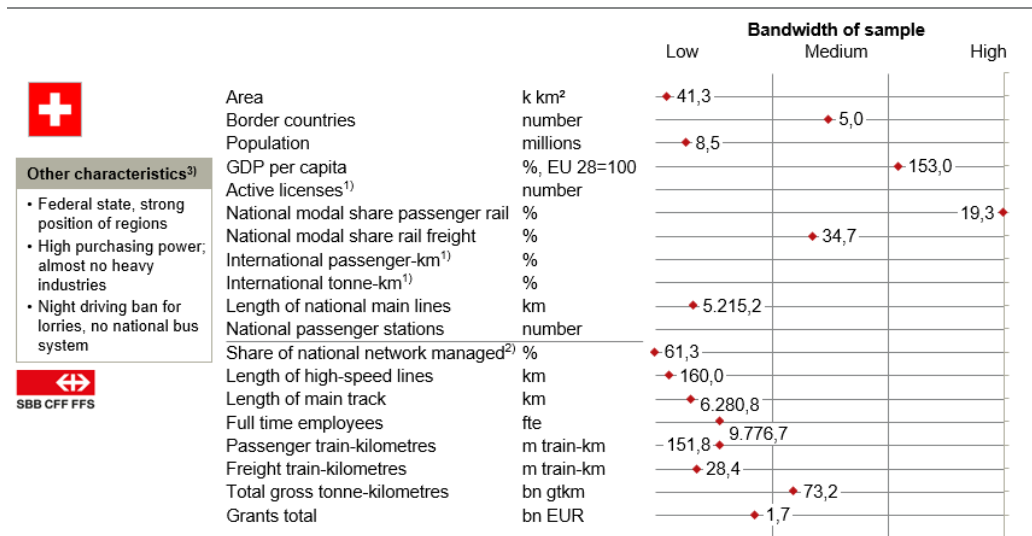 Bandwidth of sample
Low Medium High
Area k km² 41,3
Border countries number 5,0
Population millions 8,5
GDP per capita %, EU 28=100 153,0
Active licenses1) number
National modal share passenger rail % 19,3
National modal share rail freight % 34,7
International passenger-km1) %
International tonne-km1) %
Length of national main lines km 5.215,2
National passenger stations number
Share of national network managed2) % 61,3
Length of high-speed lines km 160,0
Length of main track km 6.280,8
Full time employees fte 9.776,7
Passenger train-kilometres m train-km 151,8
Freight train-kilometres m train-km 28,4
Total gross tonne-kilometres bn gtkm 73,2
Grants total bn EUR 1,7
Other characteristics3)
• Federal state, strong
position of regions
• High purchasing power;
almost no heavy
industries
• Night driving ban for
lorries, no national bus
system
SBB CFF FFS